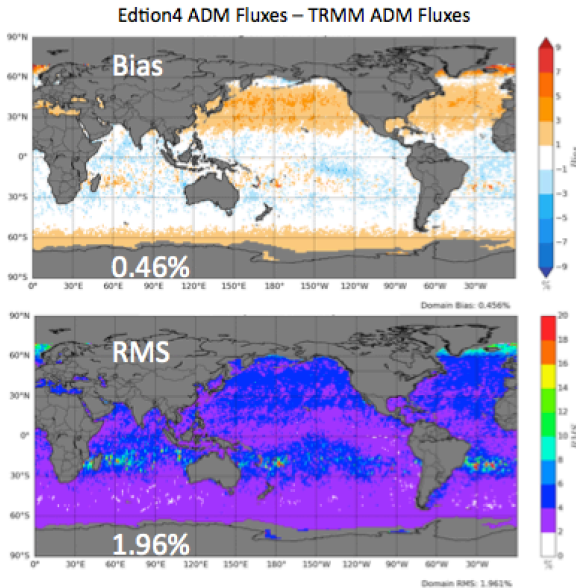 Edtion4 ADM Fluxes – TRMM ADM Fluxes
90°N
Bias
9
7
60°N
5
30°N
3
1
0°
Bias
−1
30°S
−3
−5
60°S
−7
0.46%
−9
90°S
%
0° 30°E 60°E 90°E 120°E 150°E 180° 150°W 120°W 90°W 60°W 30°W
Domain Bias: 0.456%
90°N
20
RMS
18
60°N
16
30°N
14
12
0°
10
RMS
8
30°S
6
4
60°S
2
1.96%
0
90°S
%
0° 30°E 60°E 90°E 120°E 150°E 180° 150°W 120°W 90°W 60°W 30°W
Domain RMS: 1.961%